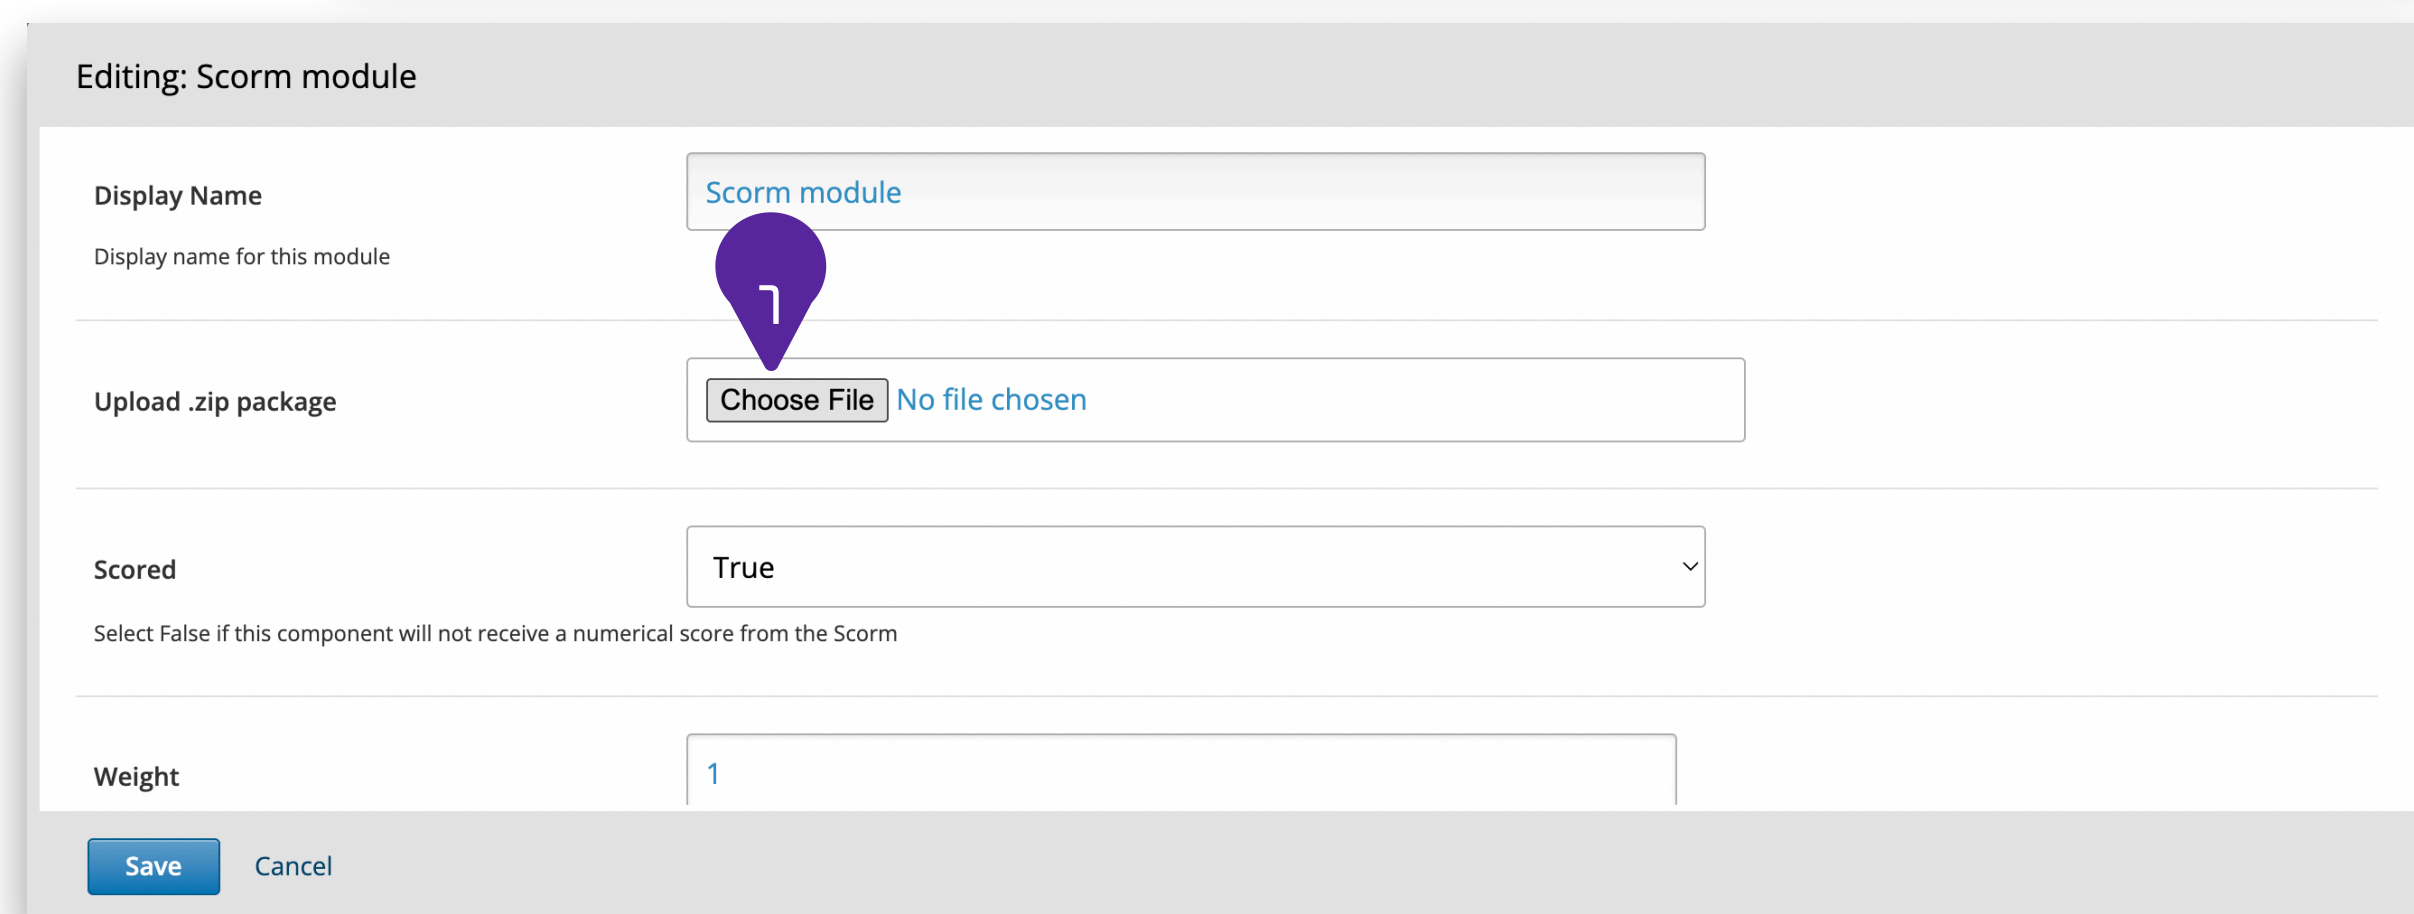 Editing: Scorm module
Display Name
Scorm module
Display name for this module
ו
Upload .zip package
Choose File No file chosen
Scored
True
Select False if this component will not receive a numerical score from the Scorm
Weight
1
Save
Cancel